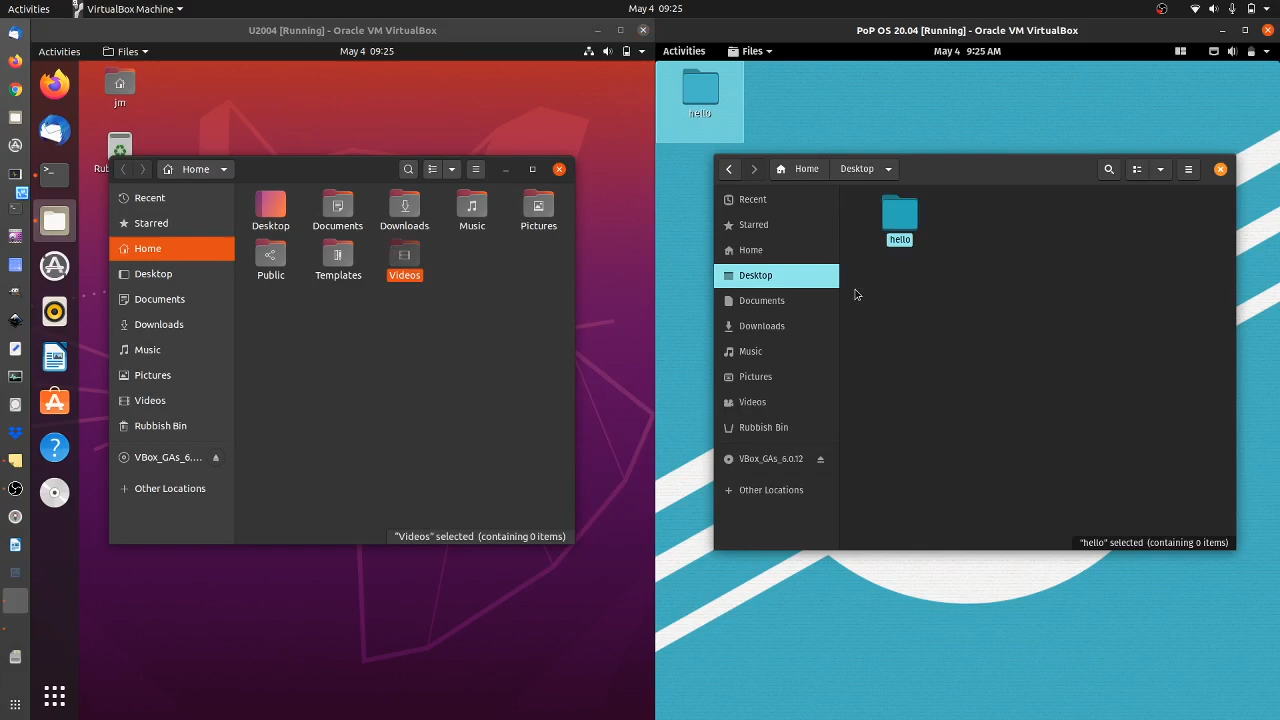 Activities
VirtualBox Machine
May 4 09:25
U2004 [Running] - Oracle VM VirtualBox
Activities
Files
May 4 09:25
jm
Rub
Home
Recent
Starred
Home
Desktop
Documents
Downloads
Music
Pictures
Videos
Rubbish Bin
VBox_GAs_6....
Other Locations
Desktop
Documents
Downloads
Music
Pictures
Public
Templates
Videos
"Videos" selected (containing 0 items)
PoP OS 20.04 [Running] - Oracle VM VirtualBox
Activities
Files
May 4 9:25 AM
hello
Home
Desktop
Recent
Starred
Home
Desktop
Documents
Downloads
Music
Pictures
Videos
Rubbish Bin
VBox_GAs_6.0.12
Other Locations
hello
"hello" selected (containing 0 items)